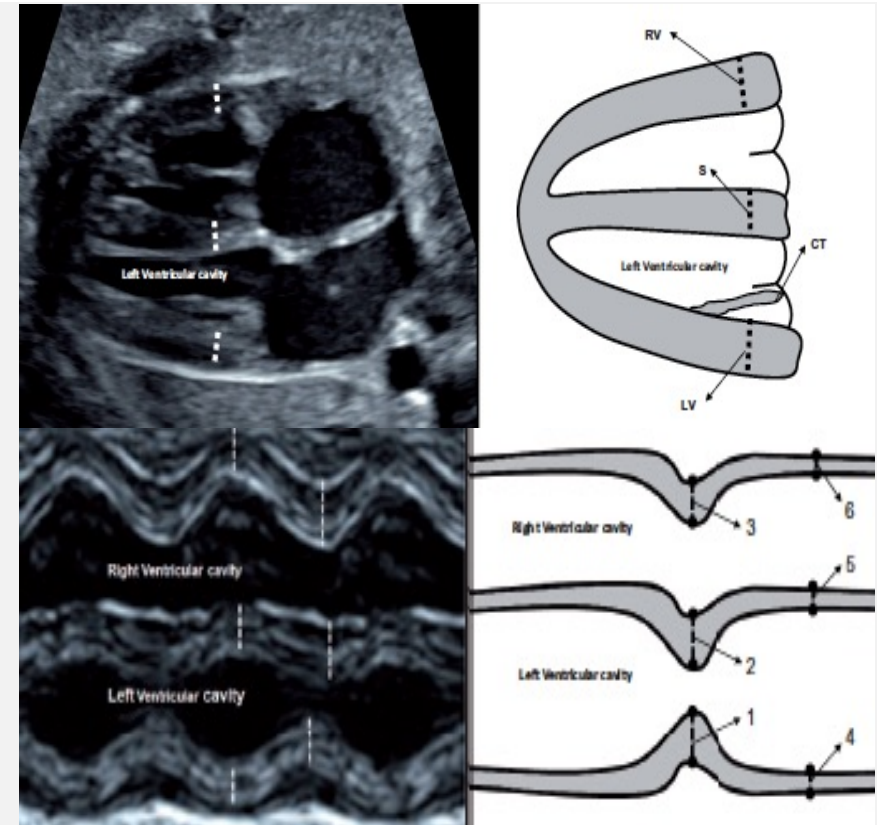 Left Ventricular cavity
RV
S
CT
Left Ventricular cavity
LV
Right Ventricular cavity
Left Ventricular cavity
6
Right Ventricular cavity
3
5
2
Left Ventricular cavity
1
4